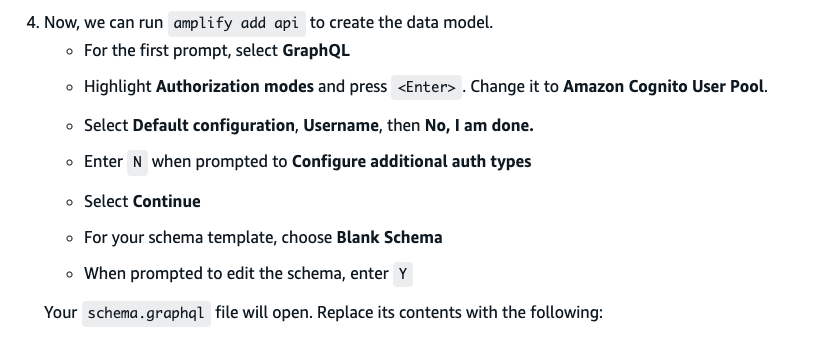 4. Now, we can run amplify add api to create the data model.
For the first prompt, select GraphQL
Highlight Authorization modes and press <Enter> . Change it to Amazon Cognito User Pool.
Select Default configuration, Username, then No, I am done.
Enter N when prompted to Configure additional auth types
Select Continue
For your schema template, choose Blank Schema
When prompted to edit the schema, enter Y
Your schema.graphql file will open. Replace its contents with the following: